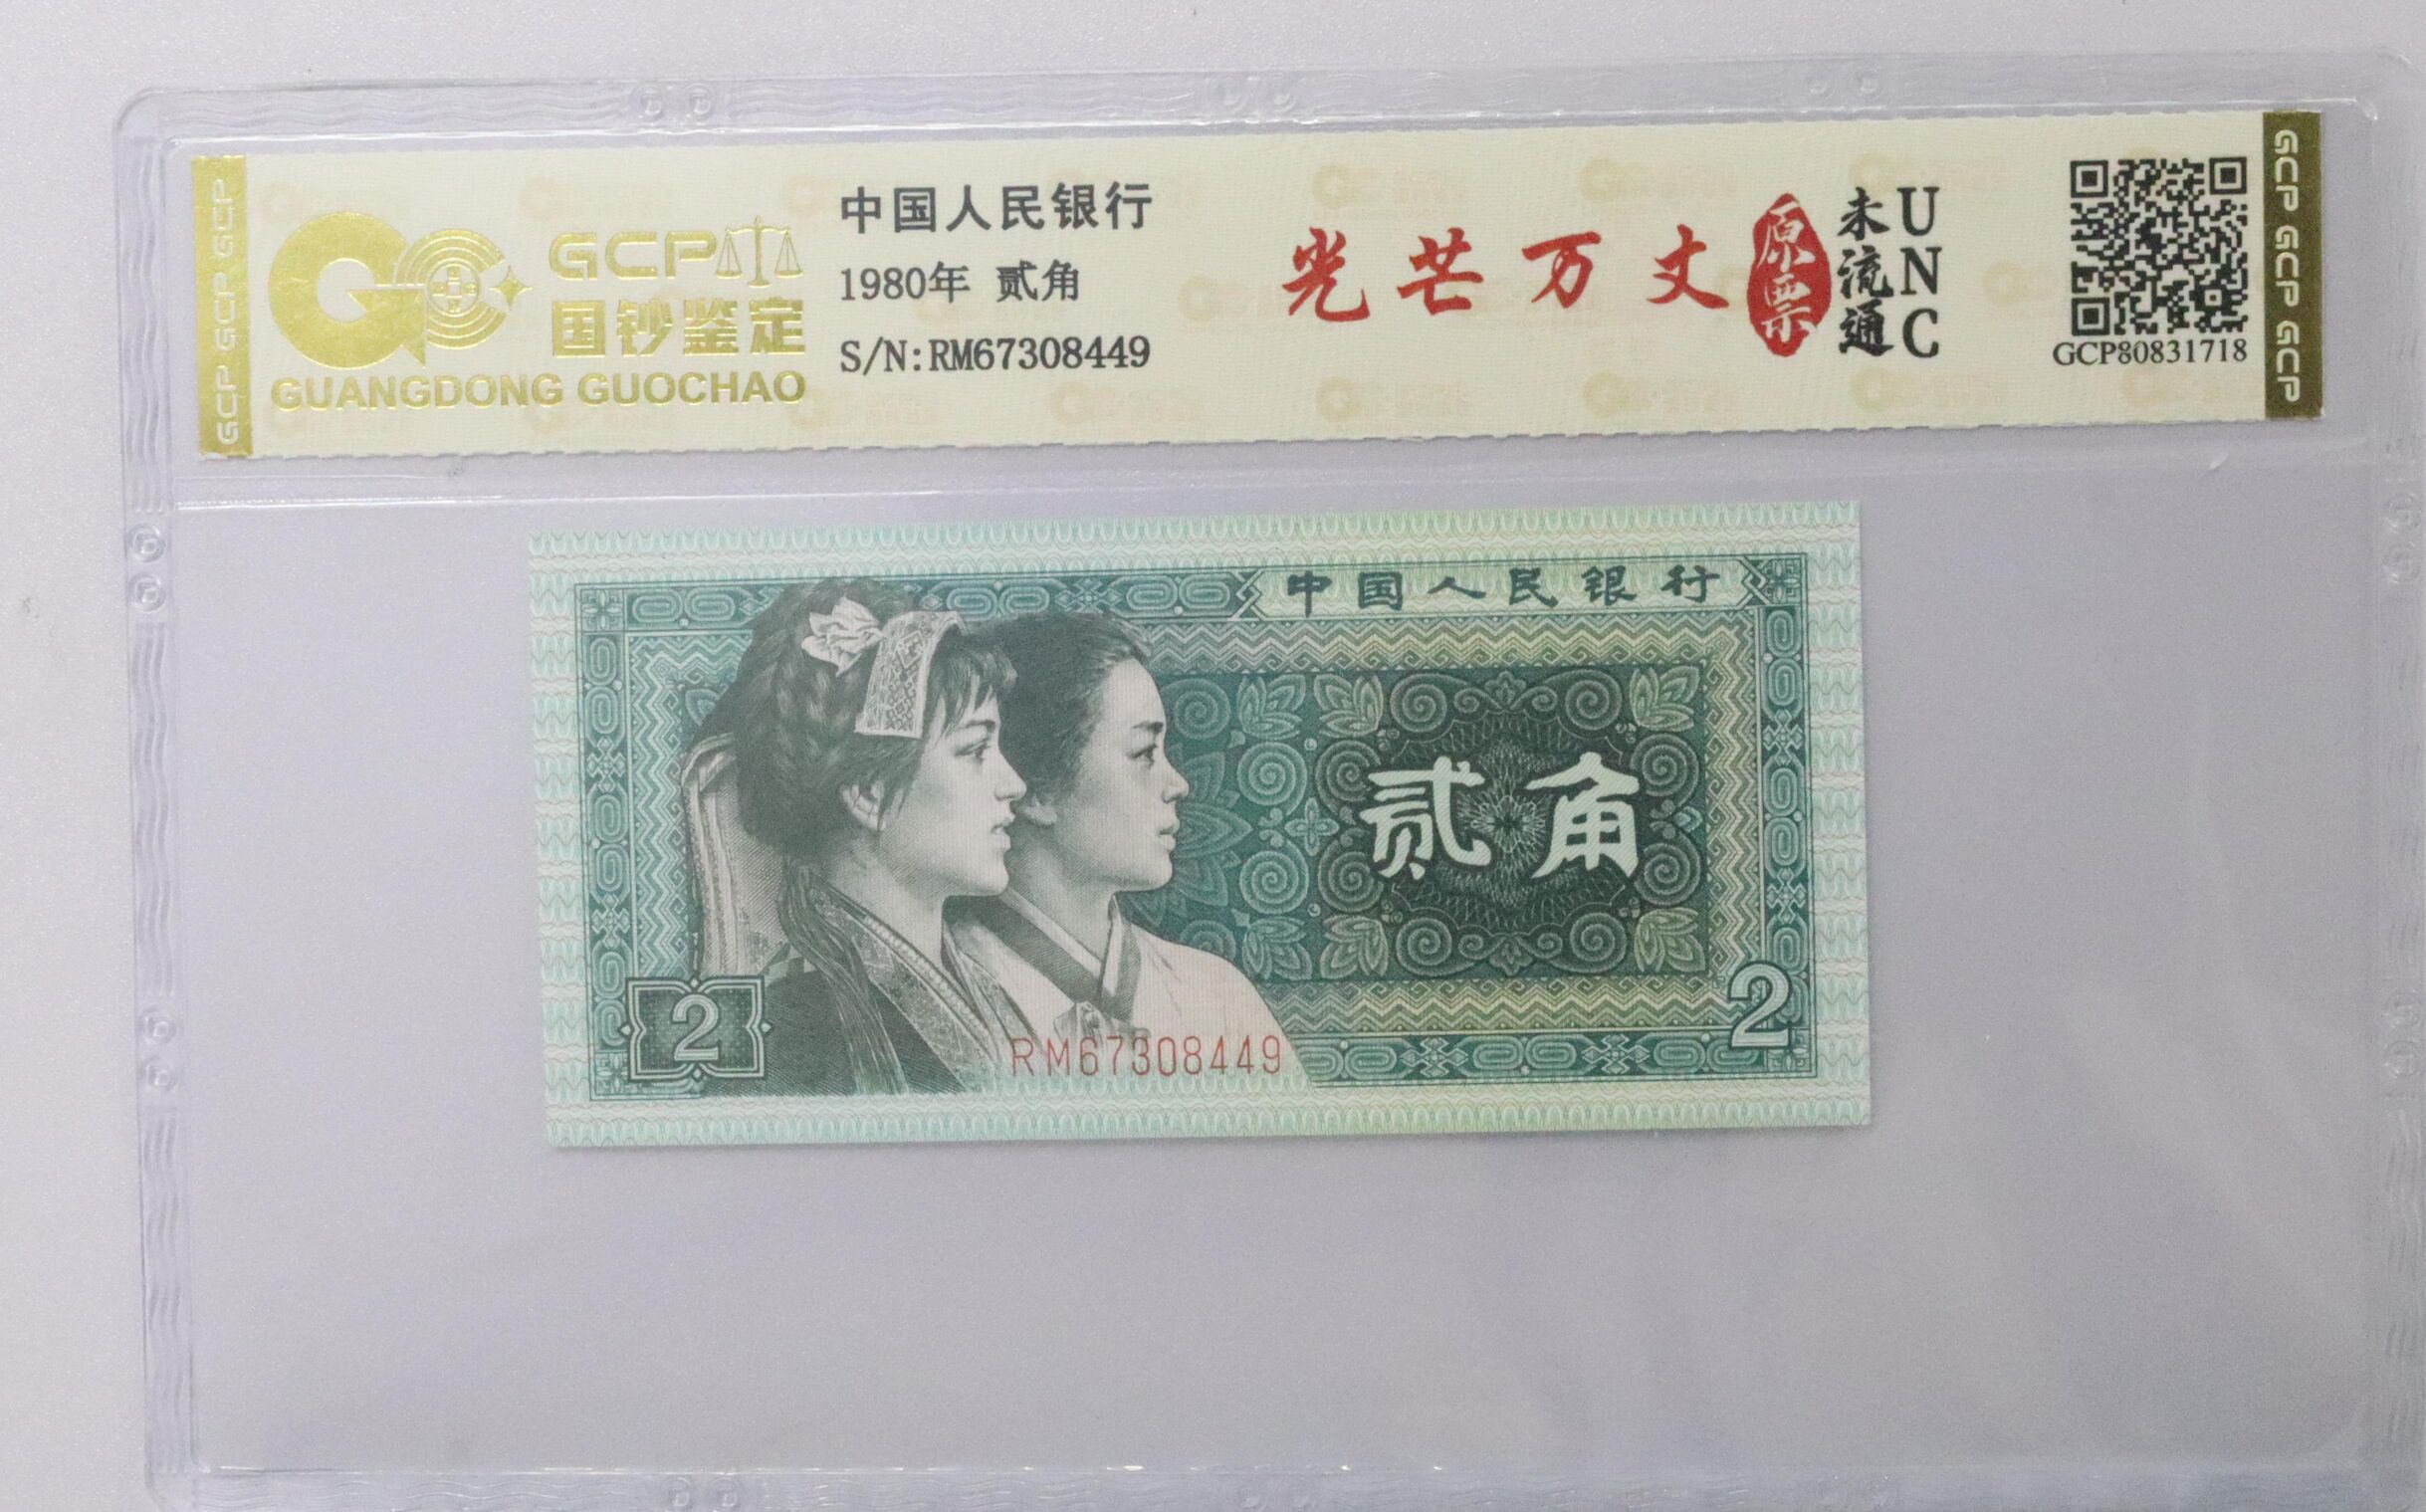 GCP GCP GCP
GCP
国钞鉴定
GUANGDONG GUOCHAO
中国人民银行
1980年 贰角
S/N:RM67308449
光芒万丈
原票
未流通
UNC
GCP80831718
GCP GCP GCP
中国人民银行
贰角
2
2
RM67308449